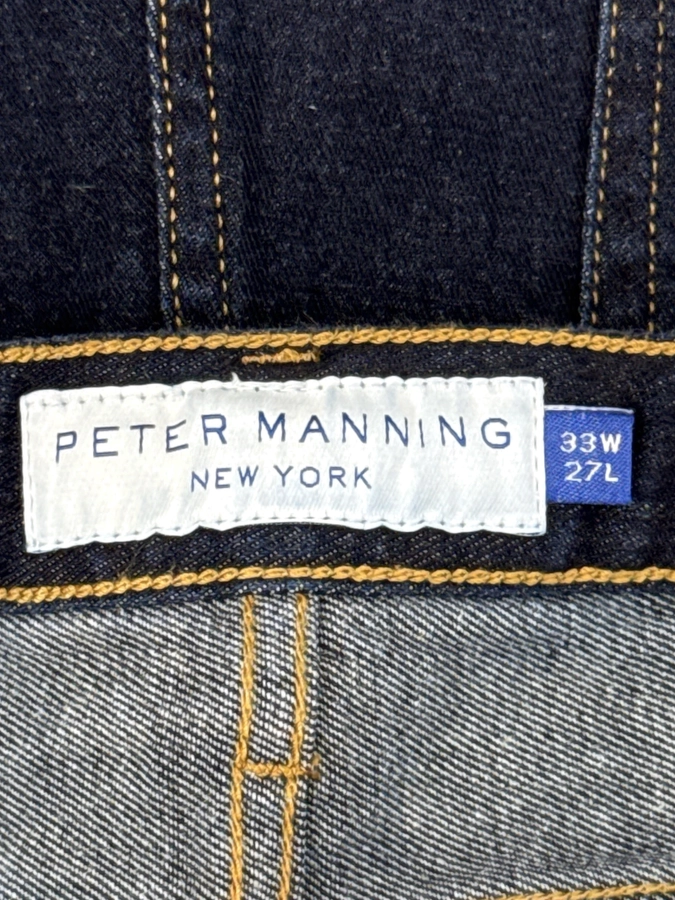 PETER MANNING
NEW YORK
33W
27L